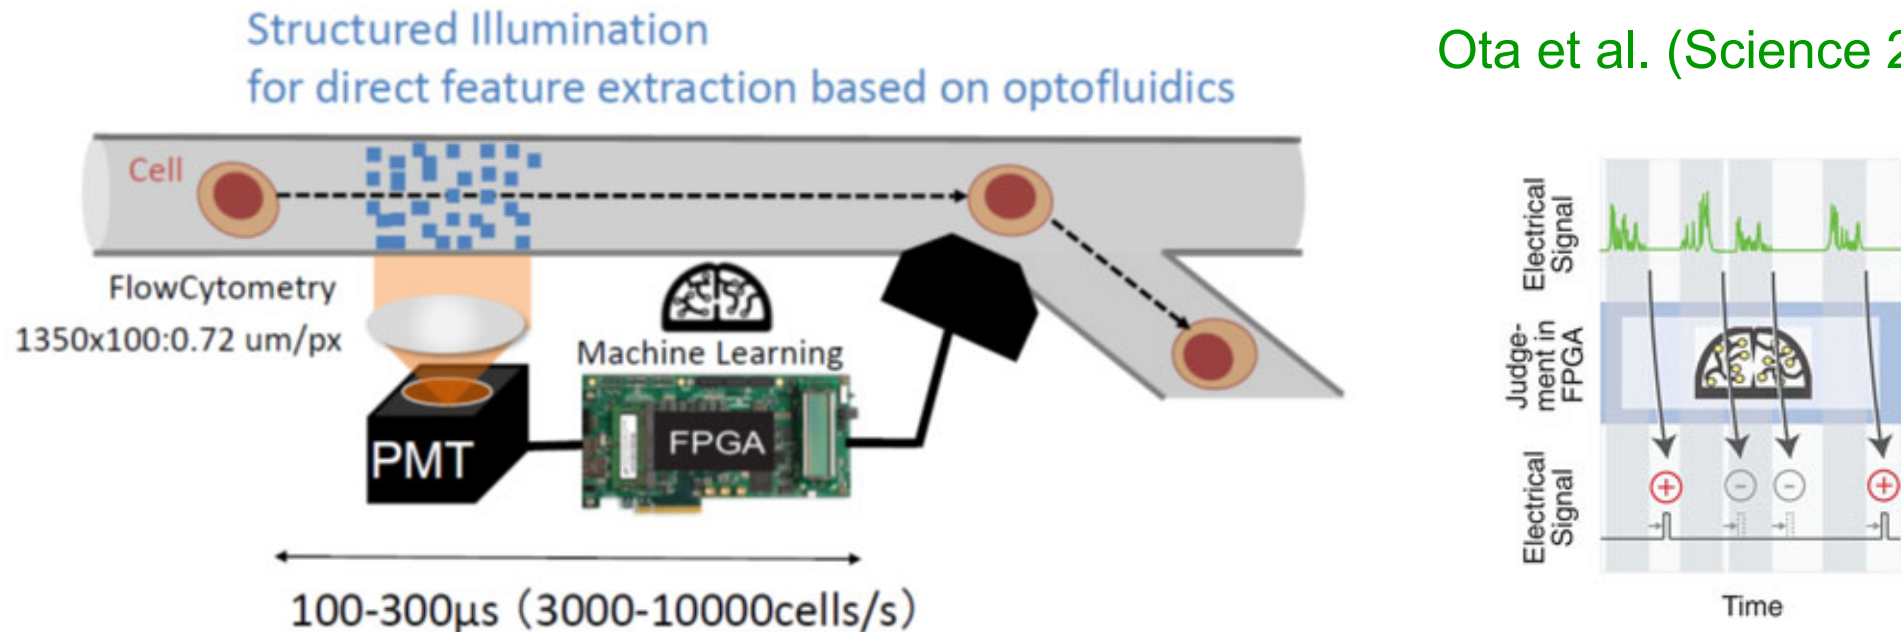 Structured Illumination
for direct feature extraction based on optofluidics
Ota et al. (Science 2
Cell
FlowCytometry
1350x100:0.72 um/px
Machine Learning
PMT
FPGA
100-300μs (3000-10000cells/s)
Electrical
Signal
Judge-
ment in
FPGA
Electrical
Signal
+
-
-
+
Time